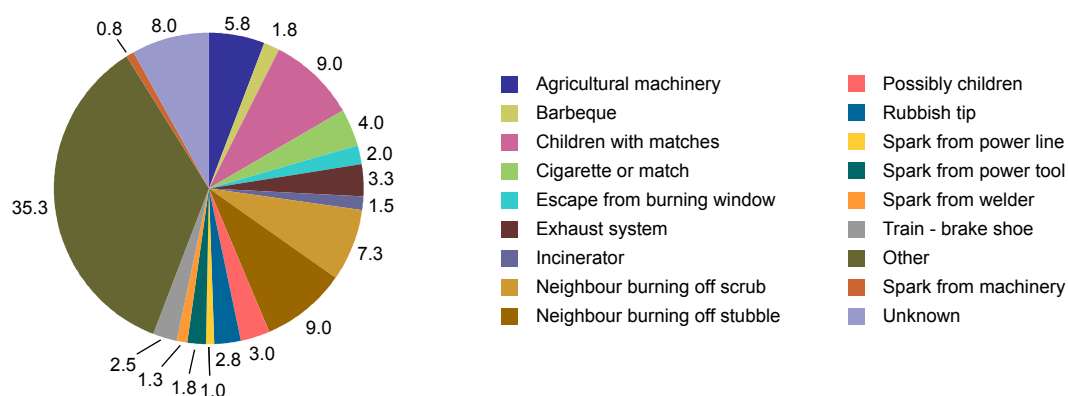 0.8
8.0
5.8
1.8
9.0
4.0
2.0
3.3
1.5
7.3
9.0
3.0
2.8
1.0
1.8
1.3
2.5
35.3
Agricultural machinery
Barbeque
Children with matches
Cigarette or match
Escape from burning window
Exhaust system
Incinerator
Neighbour burning off scrub
Neighbour burning off stubble
Possibly children
Rubbish tip
Spark from power line
Spark from power tool
Spark from welder
Train - brake shoe
Other
Spark from machinery
Unknown